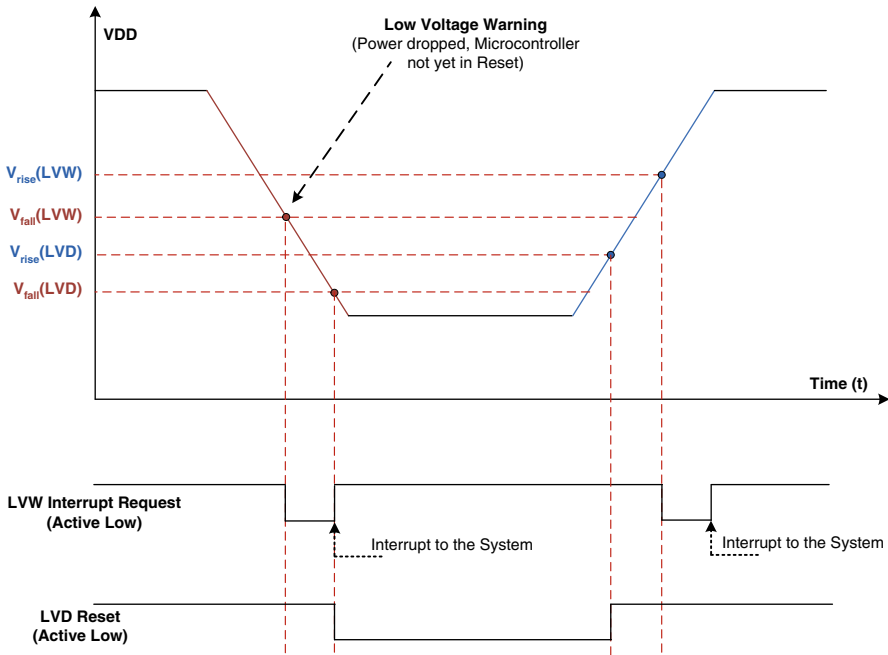 VDD
Low Voltage Warning
(Power dropped, Microcontroller
not yet in Reset)
Vrise(LVW)
Vfall(LVW)
Vrise(LVD)
Vfall(LVD)
Time (t)
LVW Interrupt Request
(Active Low)
Interrupt to the System
Interrupt to the System
LVD Reset
(Active Low)